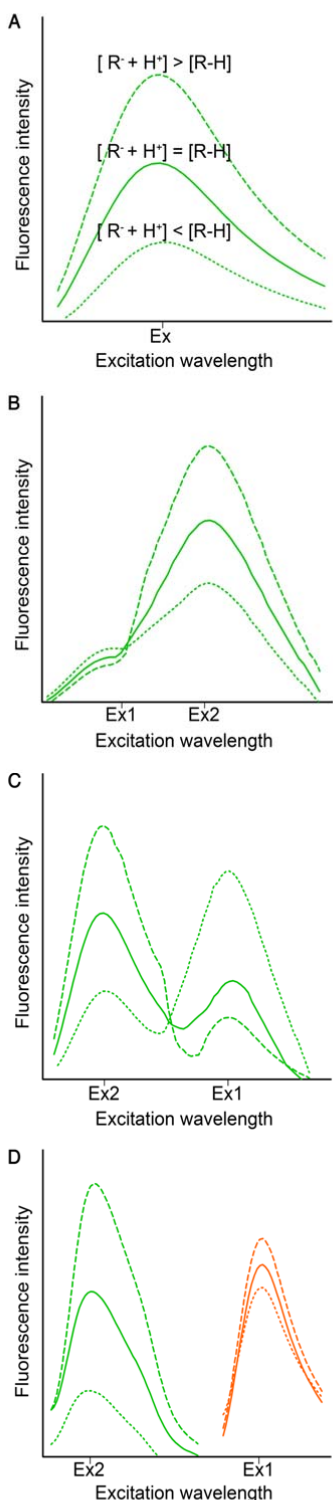 A
Fluorescence intensity
[ R⁻ + H⁺] > [R-H]
[ R⁻ + H⁺] = [R-H]
[ R⁻ + H⁺] < [R-H]
Ex
Excitation wavelength
B
Fluorescence intensity
Ex1 Ex2
Excitation wavelength
C
Fluorescence intensity
Ex2 Ex1
Excitation wavelength
D
Fluorescence intensity
Ex2 Ex1
Excitation wavelength